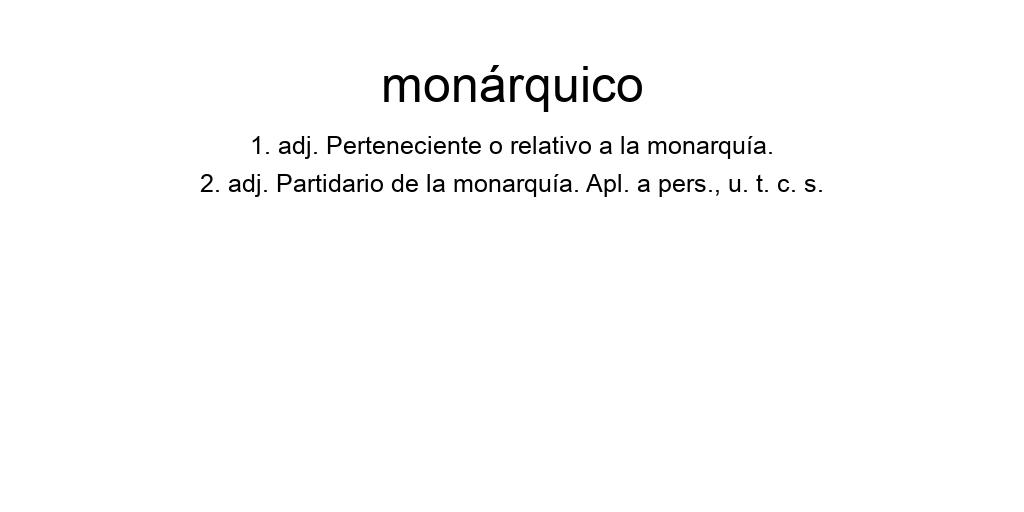 monárquico
1. adj. Perteneciente o relativo a la monarquía.
2. adj. Partidario de la monarquía. Apl. a pers., u. t. c. s.